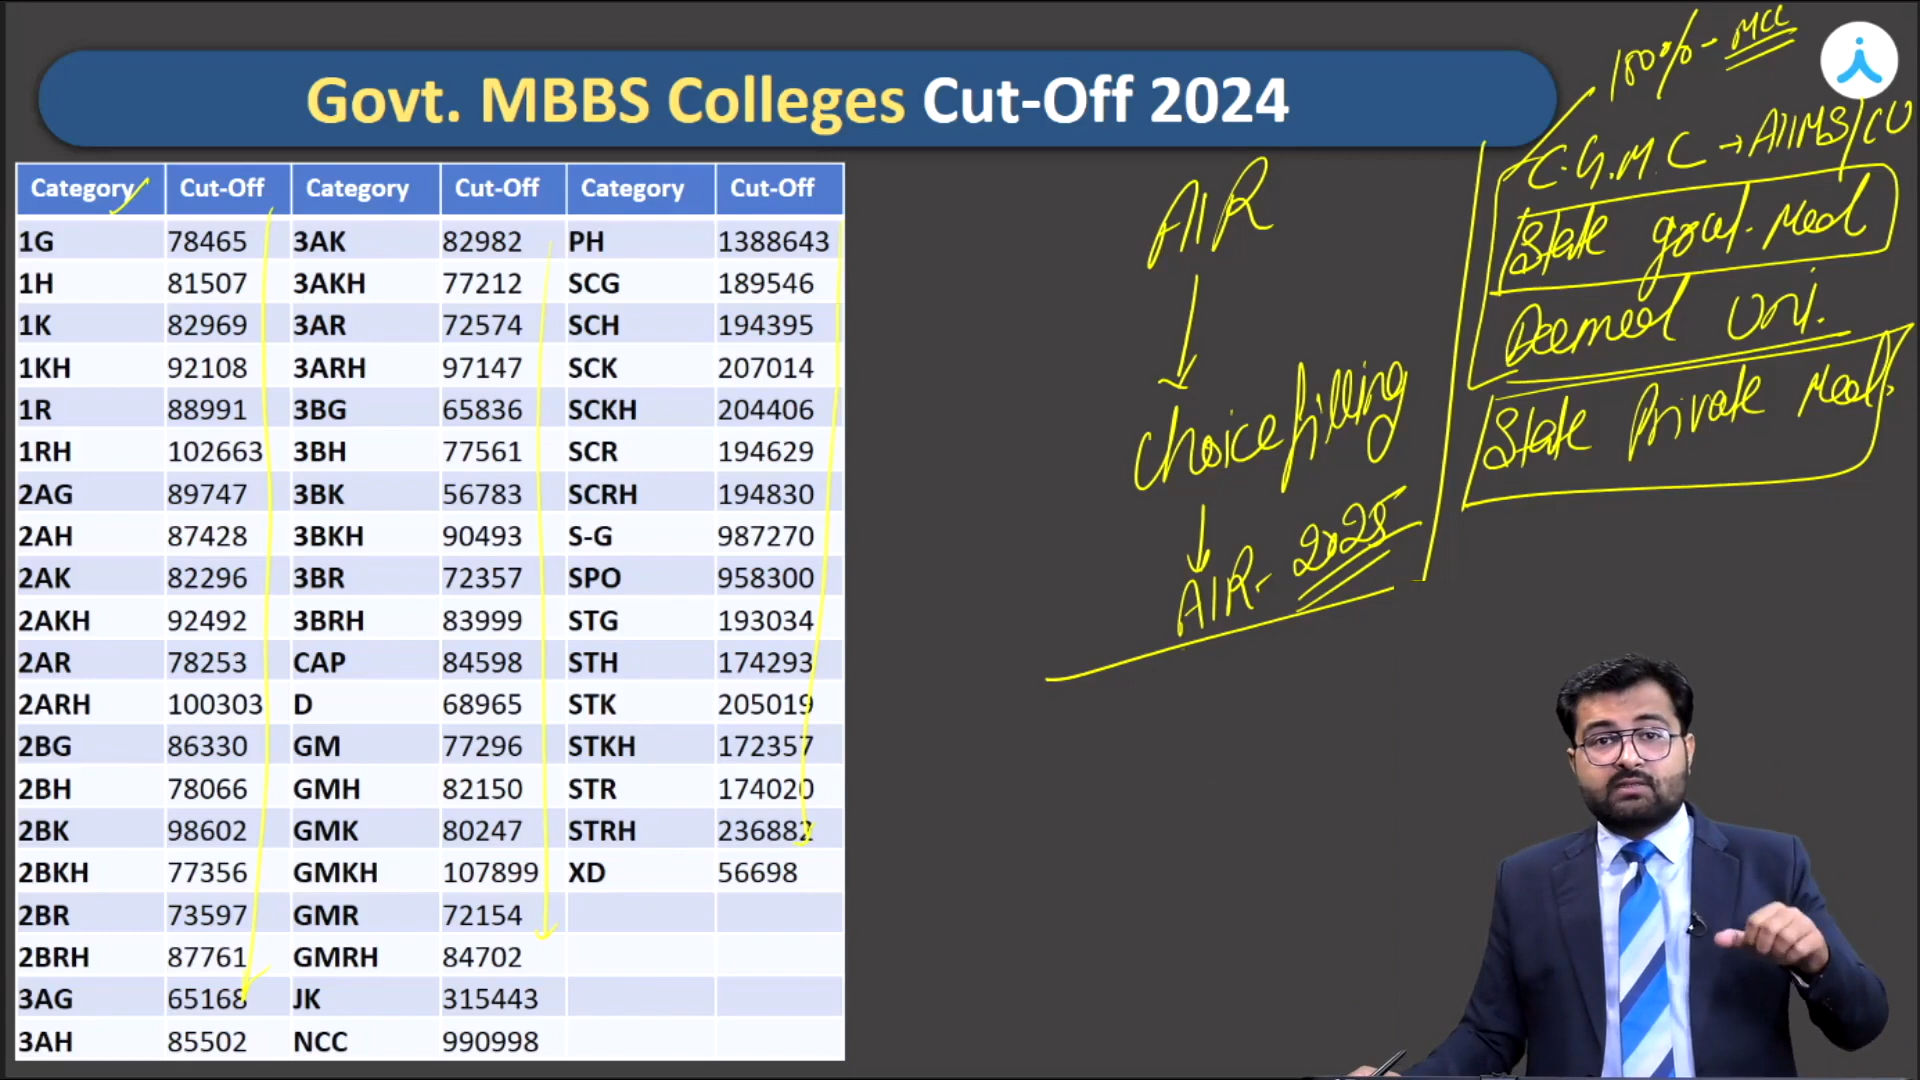 Govt. MBBS Colleges Cut-Off 2024
Category Cut-Off Category Cut-Off Category Cut-Off
1G 78465 3AK 82982 PH 1388643
1H 81507 3AKH 77212 SCG 189546
1K 82969 3AR 72574 SCH 194395
1KH 92108 3ARH 97147 SCK 207014
1R 88991 3BG 65836 SCKH 204406
1RH 102663 3BH 77561 SCR 194629
2AG 89747 3BK 56783 SCRH 194830
2AH 87428 3BKH 90493 S-G 987270
2AK 82296 3BR 72357 SPO 958300
2AKH 92492 3BRH 83999 STG 193034
2AR 78253 CAP 84598 STH 174293
2ARH 100303 D 68965 STK 205019
2BG 86330 GM 77296 STKH 172357
2BH 78066 GMH 82150 STR 174020
2BK 98602 GMK 80247 STRH 236882
2BKH 77356 GMKH 107899 XD 56698
2BR 73597 GMR 72154
2BRH 87761 GMRH 84702
3AG 65168 JK 315443
3AH 85502 NCC 990998
AIR
Choice filling
AIR - 2025
100% - MCC
C.G.M.C → AIIMS/CU
State govt. Med
Deemed Uni.
State Private Med.